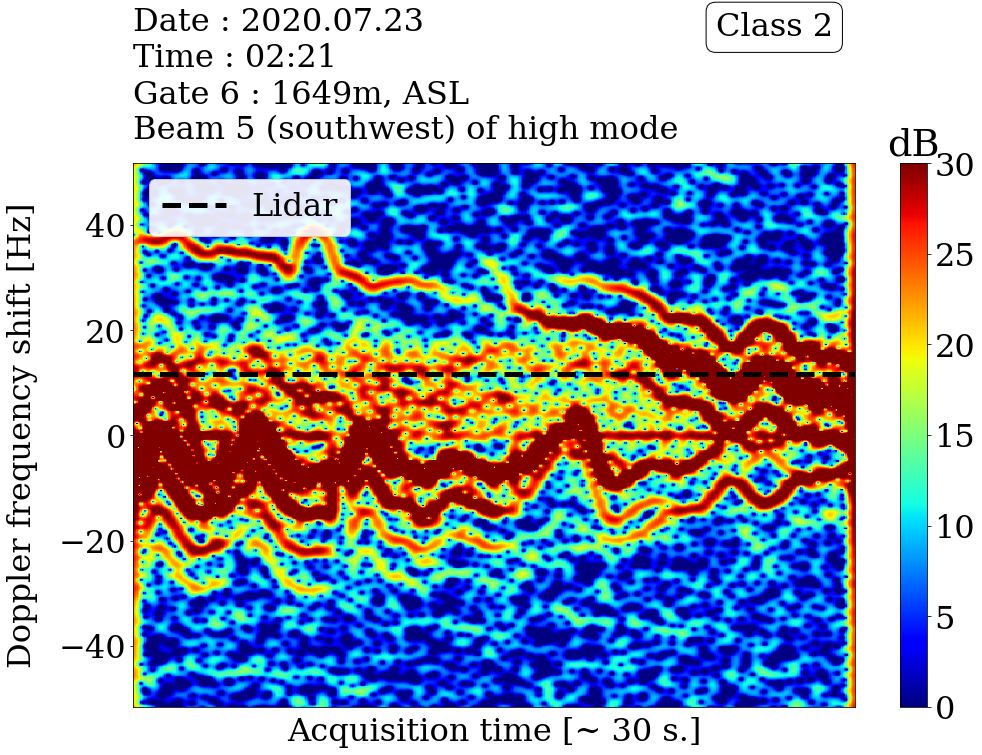 Date : 2020.07.23
Time : 02:21
Gate 6 : 1649m, ASL
Beam 5 (southwest) of high mode
Class 2
dB
Lidar
Doppler frequency shift [Hz]
40
20
0
−20
−40
30
25
20
15
10
5
0
Acquisition time [~ 30 s.]